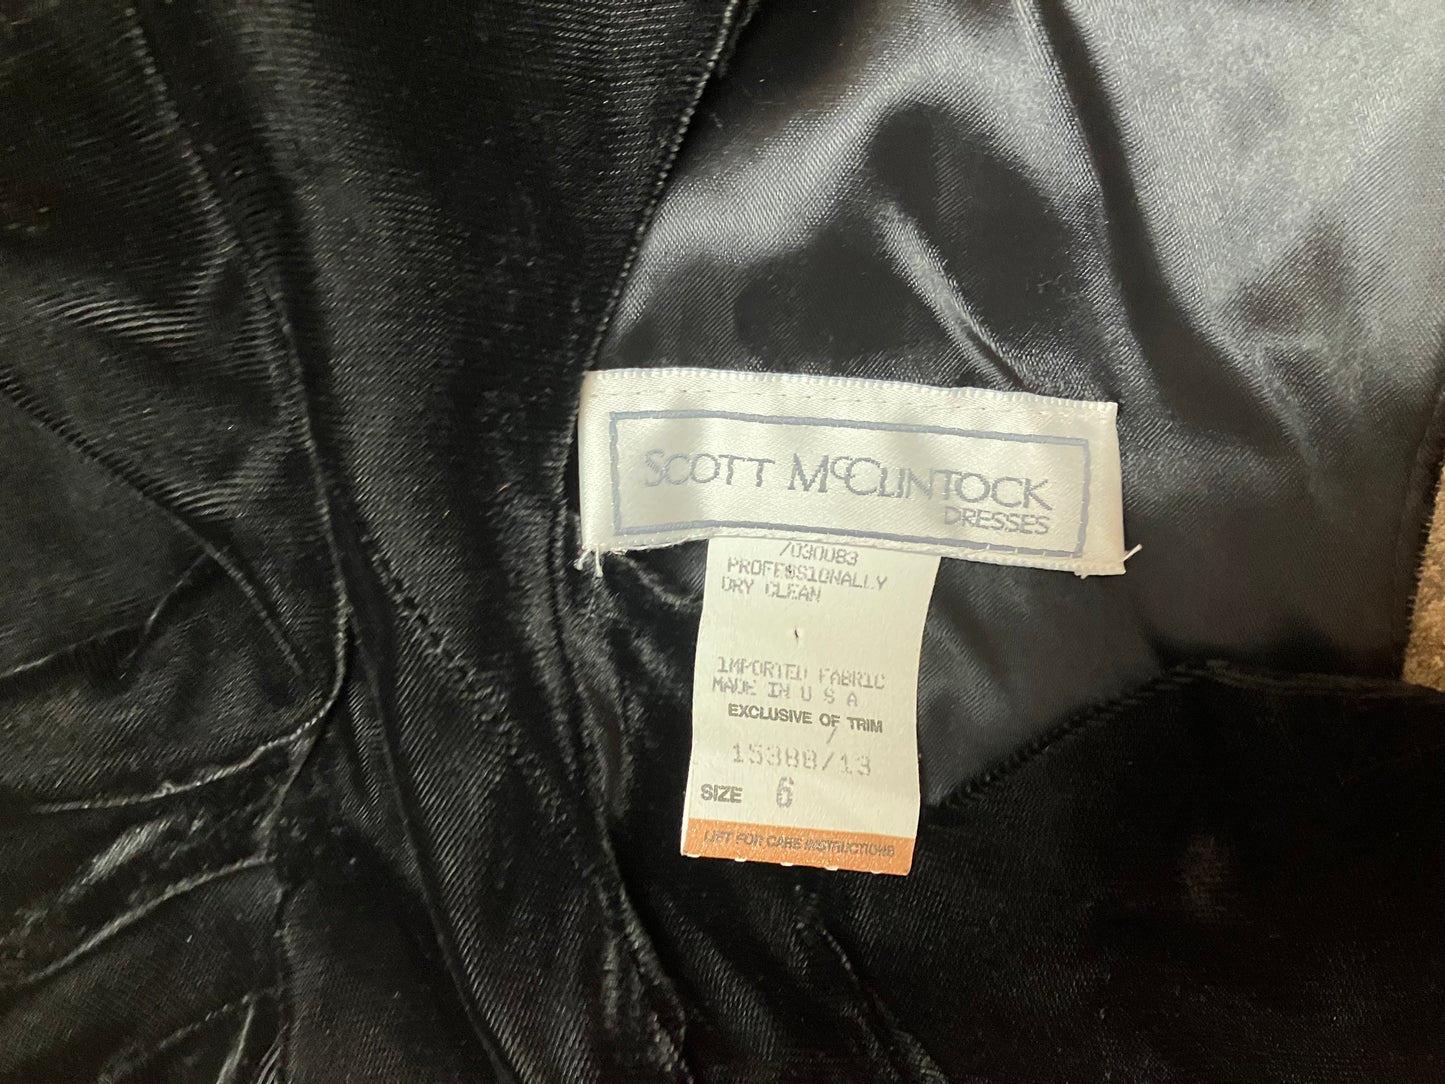 SCOTT MCCLINTOCK
DRESSES
/030083
PROFESSIONALLY
DRY CLEAN
IMPORTED FABRIC
MADE IN U S A
EXCLUSIVE OF TRIM
15388/13
SIZE 6
LIFT FOR CARE INSTRUCTIONS